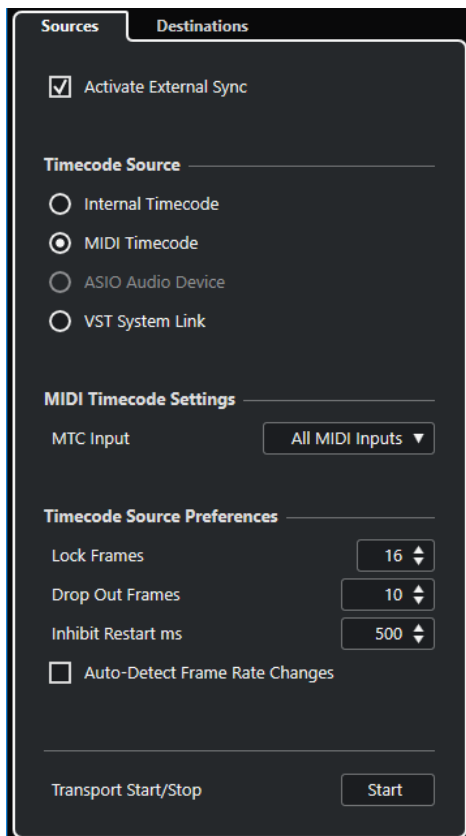 Sources Destinations
Activate External Sync
Timecode Source
Internal Timecode
MIDI Timecode
ASIO Audio Device
VST System Link
MIDI Timecode Settings
MTC Input All MIDI Inputs
Timecode Source Preferences
Lock Frames 16
Drop Out Frames 10
Inhibit Restart ms 500
Auto-Detect Frame Rate Changes
Transport Start/Stop Start